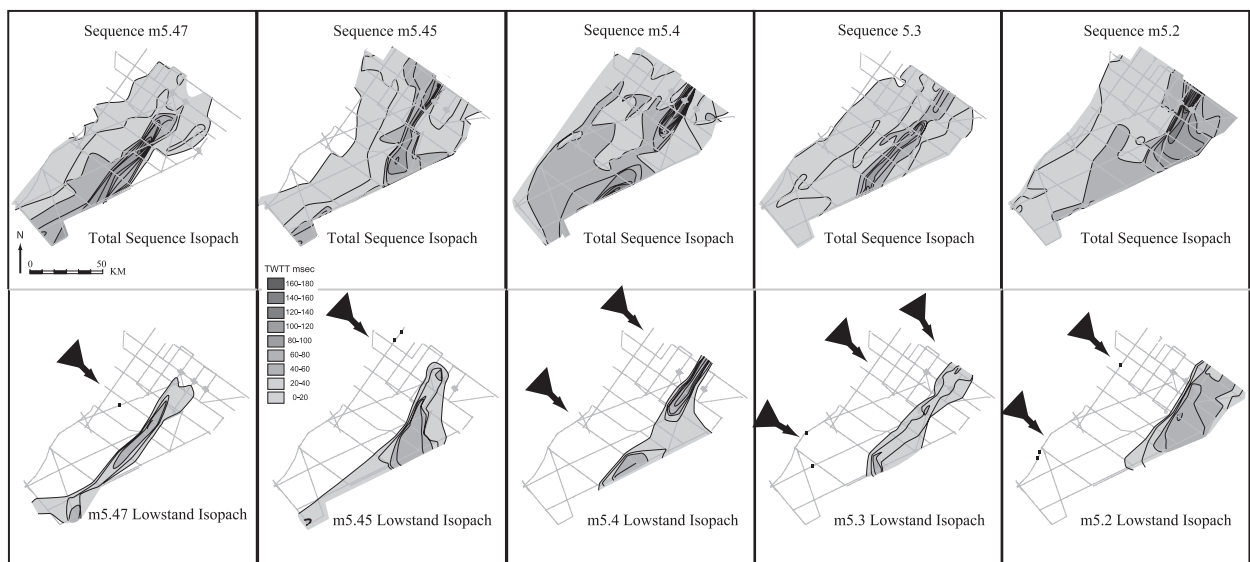 Sequence m5.47
Sequence m5.45
Sequence m5.4
Sequence 5.3
Sequence m5.2
Total Sequence Isopach
Total Sequence Isopach
Total Sequence Isopach
Total Sequence Isopach
Total Sequence Isopach
N
0 50
KM
TWTT msec
160-180
140-160
120-140
100-120
80-100
60-80
40-60
20-40
0-20
m5.47 Lowstand Isopach
m5.45 Lowstand Isopach
m5.4 Lowstand Isopach
m5.3 Lowstand Isopach
m5.2 Lowstand Isopach